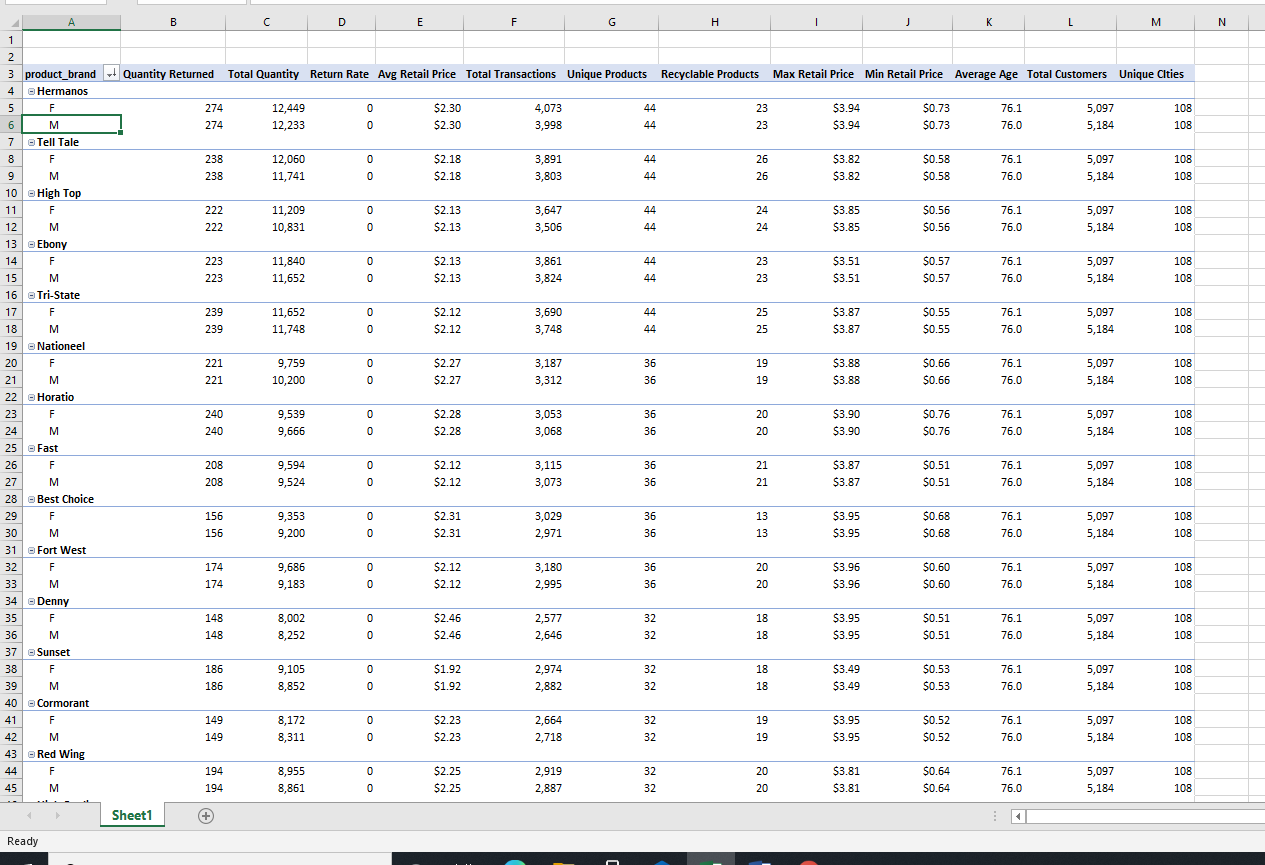 A B C D E F G H I J K L M N
1
2
3 product_brand Quantity Returned Total Quantity Return Rate Avg Retail Price Total Transactions Unique Products Recyclable Products Max Retail Price Min Retail Price Average Age Total Customers Unique CIties
4 Hermanos
5 F 274 12,449 0 $2.30 4,073 44 23 $3.94 $0.73 76.1 5,097 108
6 M 274 12,233 0 $2.30 3,998 44 23 $3.94 $0.73 76.0 5,184 108
7 Tell Tale
8 F 238 12,060 0 $2.18 3,891 44 26 $3.82 $0.58 76.1 5,097 108
9 M 238 11,741 0 $2.18 3,803 44 26 $3.82 $0.58 76.0 5,184 108
10 High Top
11 F 222 11,209 0 $2.13 3,647 44 24 $3.85 $0.56 76.1 5,097 108
12 M 222 10,831 0 $2.13 3,506 44 24 $3.85 $0.56 76.0 5,184 108
13 Ebony
14 F 223 11,840 0 $2.13 3,861 44 23 $3.51 $0.57 76.1 5,097 108
15 M 223 11,652 0 $2.13 3,824 44 23 $3.51 $0.57 76.0 5,184 108
16 Tri-State
17 F 239 11,652 0 $2.12 3,690 44 25 $3.87 $0.55 76.1 5,097 108
18 M 239 11,748 0 $2.12 3,748 44 25 $3.87 $0.55 76.0 5,184 108
19 Nationeel
20 F 221 9,759 0 $2.27 3,187 36 19 $3.88 $0.66 76.1 5,097 108
21 M 221 10,200 0 $2.27 3,312 36 19 $3.88 $0.66 76.0 5,184 108
22 Horatio
23 F 240 9,539 0 $2.28 3,053 36 20 $3.90 $0.76 76.1 5,097 108
24 M 240 9,666 0 $2.28 3,068 36 20 $3.90 $0.76 76.0 5,184 108
25 Fast
26 F 208 9,594 0 $2.12 3,115 36 21 $3.87 $0.51 76.1 5,097 108
27 M 208 9,524 0 $2.12 3,073 36 21 $3.87 $0.51 76.0 5,184 108
28 Best Choice
29 F 156 9,353 0 $2.31 3,029 36 13 $3.95 $0.68 76.1 5,097 108
30 M 156 9,200 0 $2.31 2,971 36 13 $3.95 $0.68 76.0 5,184 108
31 Fort West
32 F 174 9,686 0 $2.12 3,180 36 20 $3.96 $0.60 76.1 5,097 108
33 M 174 9,183 0 $2.12 2,995 36 20 $3.96 $0.60 76.0 5,184 108
34 Denny
35 F 148 8,002 0 $2.46 2,577 32 18 $3.95 $0.51 76.1 5,097 108
36 M 148 8,252 0 $2.46 2,646 32 18 $3.95 $0.51 76.0 5,184 108
37 Sunset
38 F 186 9,105 0 $1.92 2,974 32 18 $3.49 $0.53 76.1 5,097 108
39 M 186 8,852 0 $1.92 2,882 32 18 $3.49 $0.53 76.0 5,184 108
40 Cormorant
41 F 149 8,172 0 $2.23 2,664 32 19 $3.95 $0.52 76.1 5,097 108
42 M 149 8,311 0 $2.23 2,718 32 19 $3.95 $0.52 76.0 5,184 108
43 Red Wing
44 F 194 8,955 0 $2.25 2,919 32 20 $3.81 $0.64 76.1 5,097 108
45 M 194 8,861 0 $2.25 2,887 32 20 $3.81 $0.64 76.0 5,184 108
Sheet1
Ready